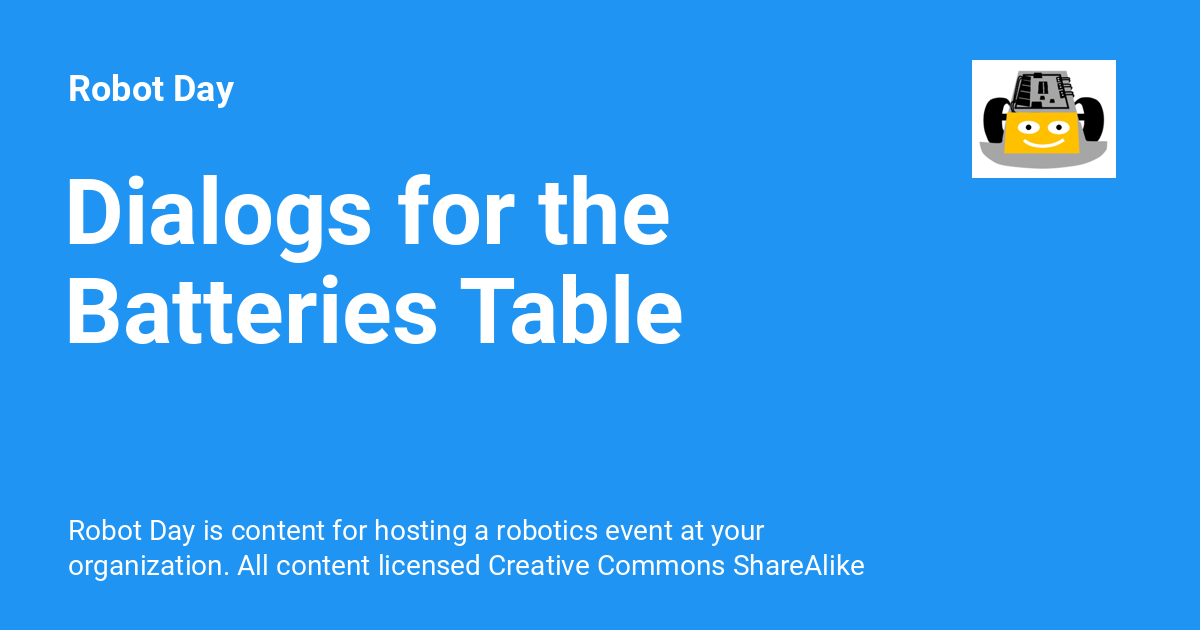 Robot Day
Dialogs for the
Batteries Table
Robot Day is content for hosting a robotics event at your
organization. All content licensed Creative Commons ShareAlike